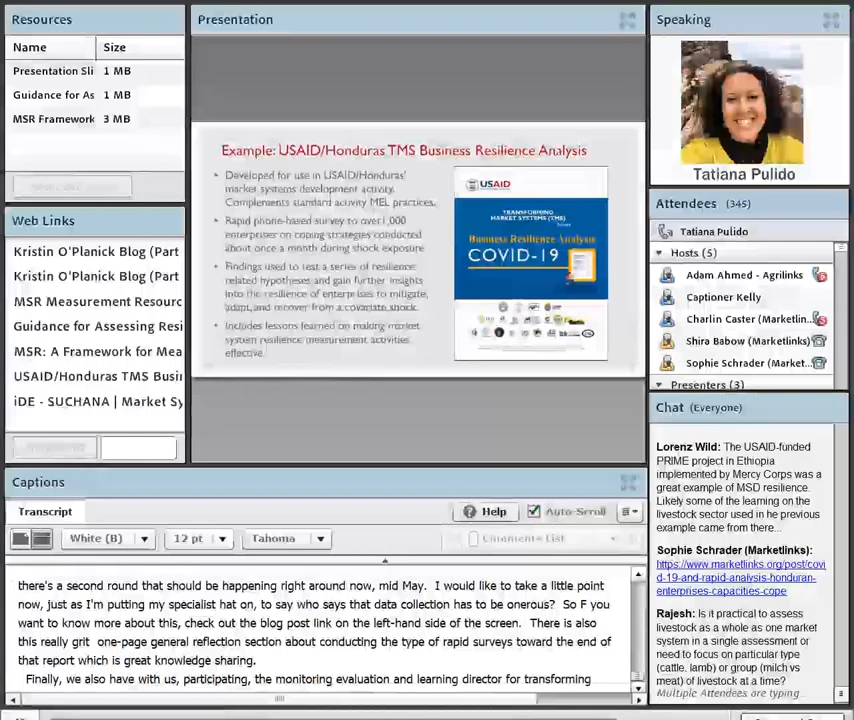 Resources
Name Size
Presentation Sli 1 MB
Guidance for As 1 MB
MSR Framework 3 MB
Web Links
Kristin O'Planick Blog (Part
Kristin O'Planick Blog (Part
MSR Measurement Resourc
Guidance for Assessing Resi
MSR: A Framework for Mea
USAID/Honduras TMS Busin
iDE - SUCHANA | Market Sy
Presentation
Example: USAID/Honduras TMS Business Resilience Analysis
• Developed for use in USAID/Honduras'
market systems development activity.
Complements standard activity MEL practices.
• Rapid phone-based survey to over 1,000
enterprises on coping strategies conducted
about once a month during shock exposure
• Findings used to test a series of resilience
related hypotheses and gain further insights
into the resilience of enterprises to mitigate,
adapt, and recover from a covariate shock.
• Includes lessons learned on making market
system resilience measurement activities
effective.
USAID
TRANSFORMING
MARKET SYSTEMS (TMS)
Business Resilience Analysis
COVID-19
Speaking
Tatiana Pulido
Attendees (345)
Tatiana Pulido
Hosts (5)
Adam Ahmed - Agrilinks
Captioner Kelly
Charlin Caster (Marketlin...
Shira Babow (Marketlinks)
Sophie Schrader (Market...
Presenters (3)
Chat (Everyone)
Lorenz Wild: The USAID-funded
PRIME project in Ethiopia
implemented by Mercy Corps was a
great example of MSD resilience.
Likely some of the learning on the
livestock sector used in he previous
example came from there...
Sophie Schrader (Marketlinks):
https://www.marketlinks.org/post/covi
d-19-and-rapid-analysis-honduran-
enterprises-capacities-cope
Rajesh: Is it practical to assess
livestock as a whole as one market
system in a single assessment or
need to focus on particular type
(cattle, lamb) or group (milch vs
meat) of livestock at a time?
Multiple Attendees are typing...
Captions
Transcript
Help
Auto-Scroll
White (B) 12 pt Tahoma Comment List
there's a second round that should be happening right around now, mid May. I would like to take a little point
now, just as I'm putting my specialist hat on, to say who says that data collection has to be onerous? So F you
want to know more about this, check out the blog post link on the left-hand side of the screen. There is also
this really grit one-page general reflection section about conducting the type of rapid surveys toward the end of
that report which is great knowledge sharing.
Finally, we also have with us, participating, the monitoring evaluation and learning director for transforming